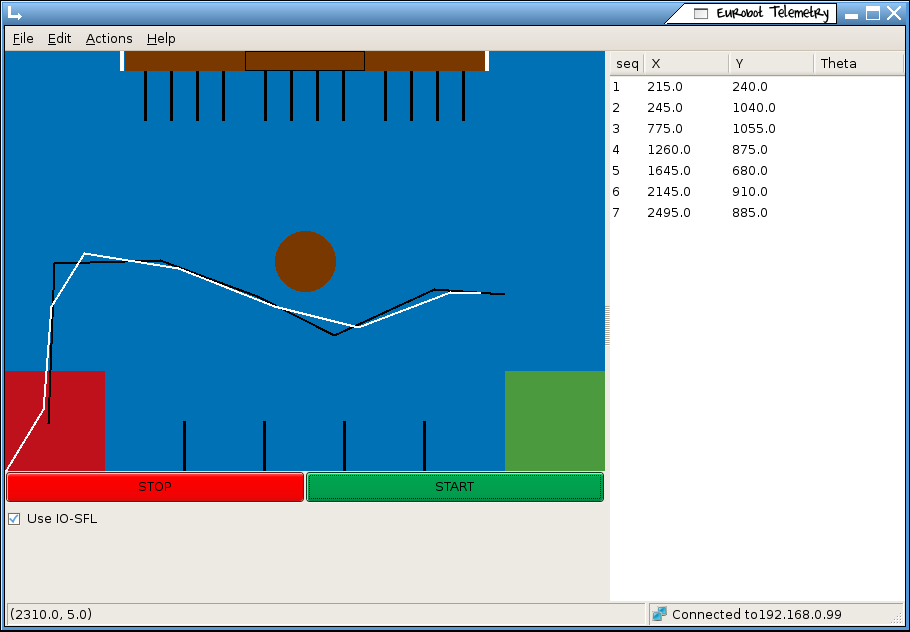 Eurobot Telemetry
File Edit Actions Help
seq X Y Theta
1 215.0 240.0
2 245.0 1040.0
3 775.0 1055.0
4 1260.0 875.0
5 1645.0 680.0
6 2145.0 910.0
7 2495.0 885.0
STOP START
Use IO-SFL
(2310.0, 5.0) Connected to192.168.0.99